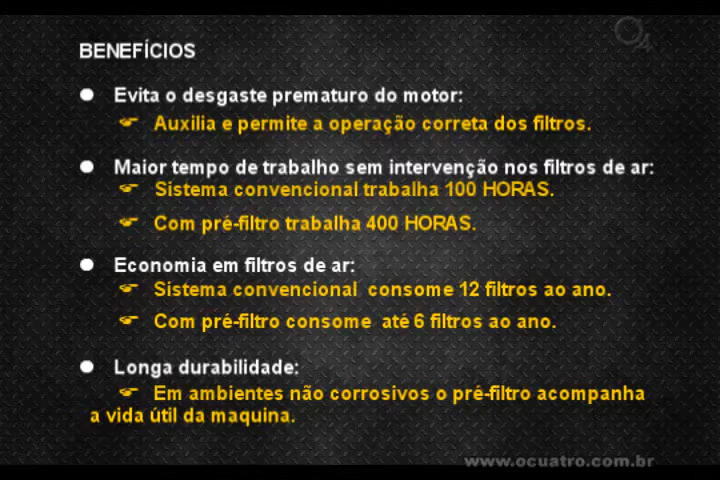 O4
BENEFÍCIOS
Evita o desgaste prematuro do motor:
Auxilia e permite a operação correta dos filtros.
Maior tempo de trabalho sem intervenção nos filtros de ar:
Sistema convencional trabalha 100 HORAS.
Com pré-filtro trabalha 400 HORAS.
Economia em filtros de ar:
Sistema convencional consome 12 filtros ao ano.
Com pré-filtro consome até 6 filtros ao ano.
Longa durabilidade:
Em ambientes não corrosivos o pré-filtro acompanha
a vida útil da maquina.
www.ocuatro.com.br